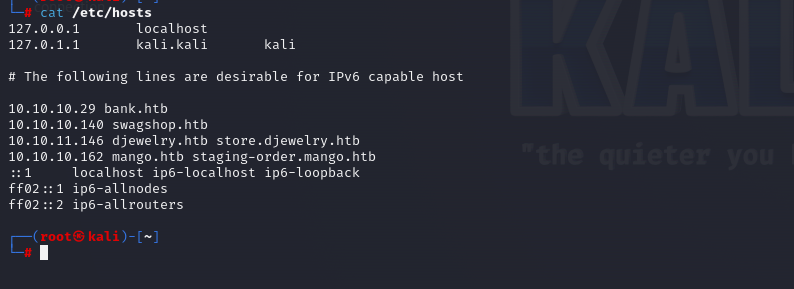 └─# cat /etc/hosts
127.0.0.1       localhost
127.0.1.1       kali.kali       kali
# The following lines are desirable for IPv6 capable host
10.10.10.29 bank.htb
10.10.10.140 swagshop.htb
10.10.11.146 djewelry.htb store.djewelry.htb
10.10.10.162 mango.htb staging-order.mango.htb
::1     localhost ip6-localhost ip6-loopback
ff02::1 ip6-allnodes
ff02::2 ip6-allrouters
┌──(root㉿kali)-[~]
└─#
KAL
"the quieter you